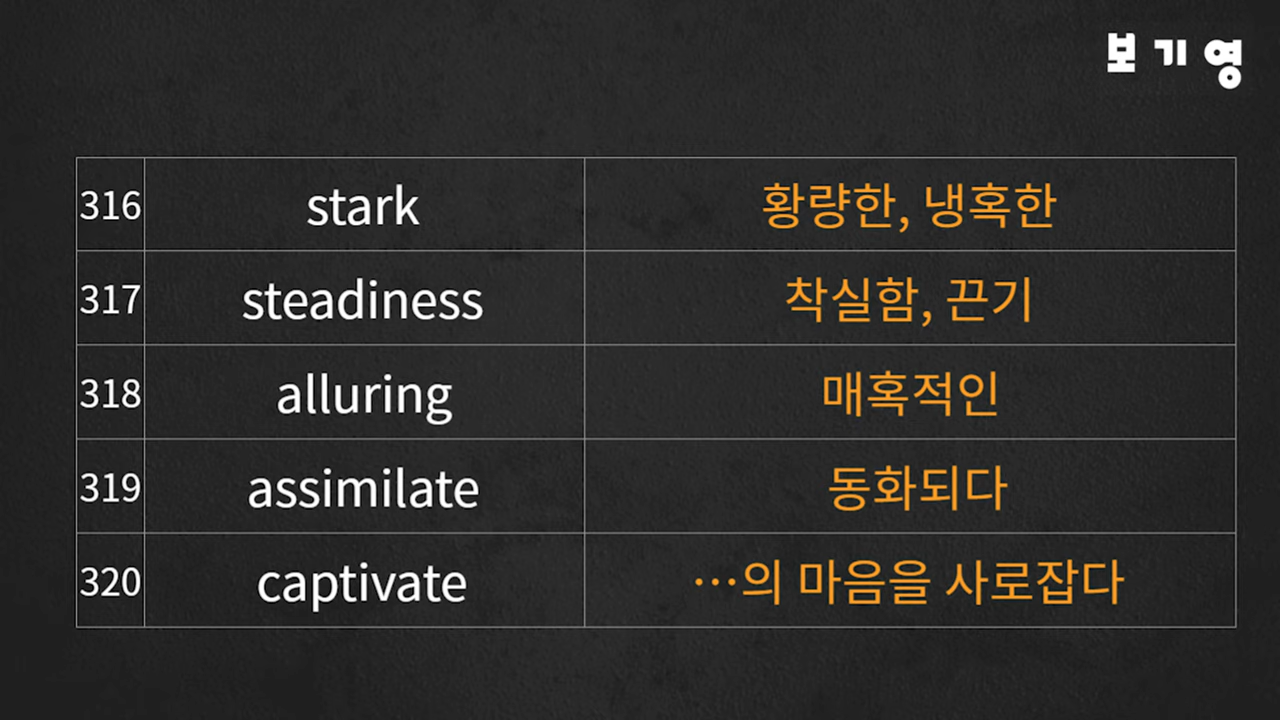 보기영
316 stark 황량한, 냉혹한
317 steadiness 착실함, 끈기
318 alluring 매혹적인
319 assimilate 동화되다
320 captivate …의 마음을 사로잡다